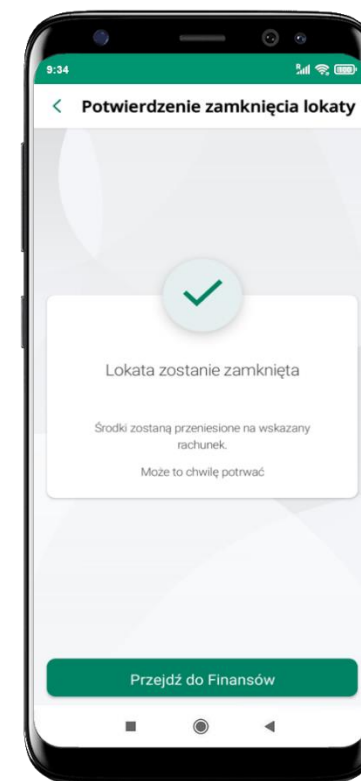 9:34
Potwierdzenie zamknięcia lokaty
Lokata zostanie zamknięta
Środki zostaną przeniesione na wskazany
rachunek.
Może to chwilę potrwać
Przejdź do Finansów